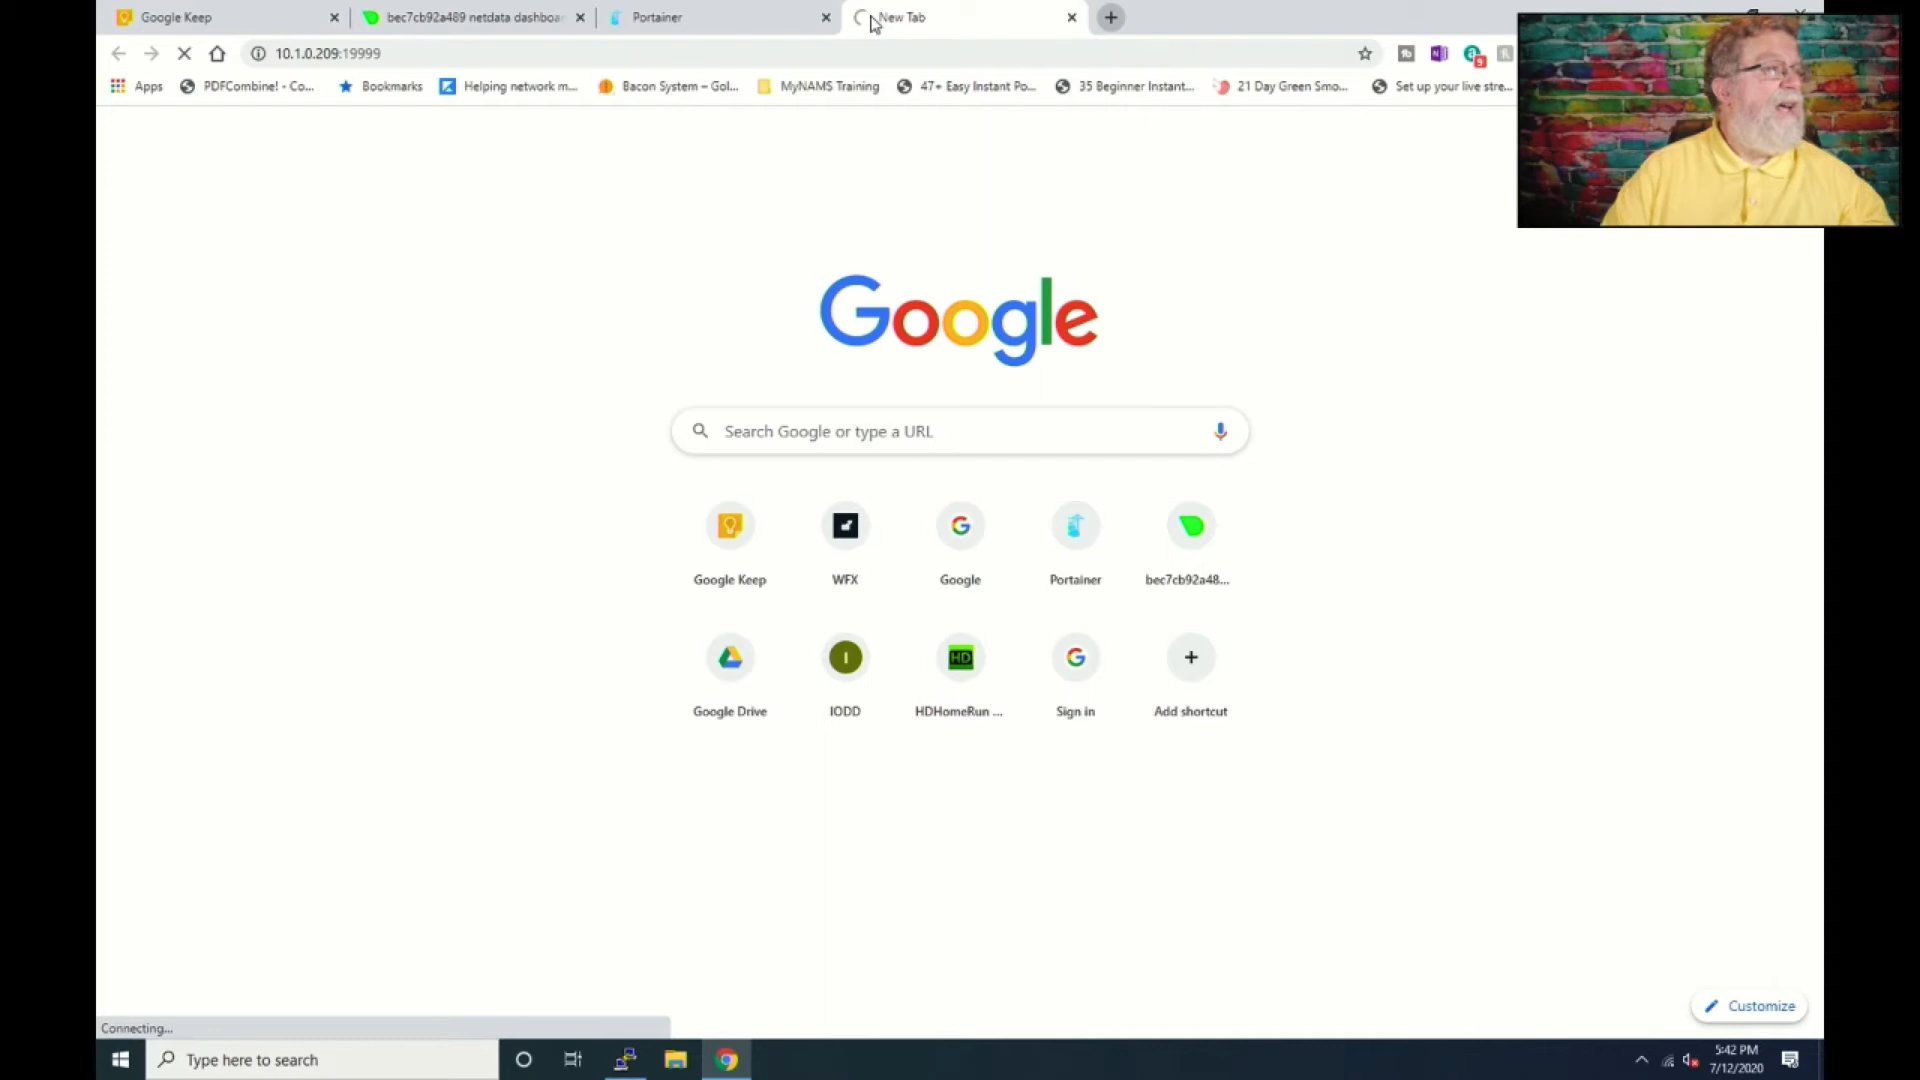 Google Keep
bec7cb92a489 netdata dashboa
Portainer
New Tab
10.1.0.209:19999
Apps
PDFCombine! - Co...
Bookmarks
Helping network m...
Bacon System – Gol...
MyNAMS Training
47+ Easy Instant Po...
35 Beginner Instant...
21 Day Green Smo...
Set up your live stre...
Google
Search Google or type a URL
Google Keep
WFX
Google
Portainer
bec7cb92a48...
HD
Google Drive
IODD
HDHomeRun ...
Sign in
Add shortcut
Customize
Connecting...
Type here to search
5:42 PM
7/12/2020